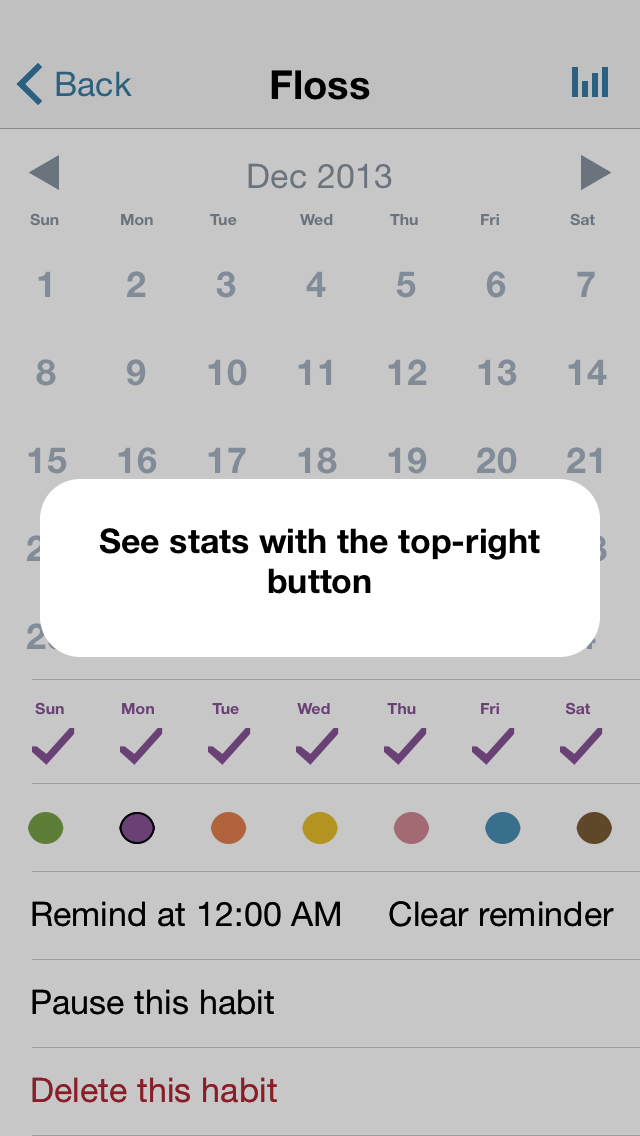 Back Floss
Dec 2013
Sun Mon Tue Wed Thu Fri Sat
1 2 3 4 5 6 7
8 9 10 11 12 13 14
15 16 17 18 19 20 21
See stats with the top-right
button
Sun Mon Tue Wed Thu Fri Sat
Remind at 12:00 AM Clear reminder
Pause this habit
Delete this habit